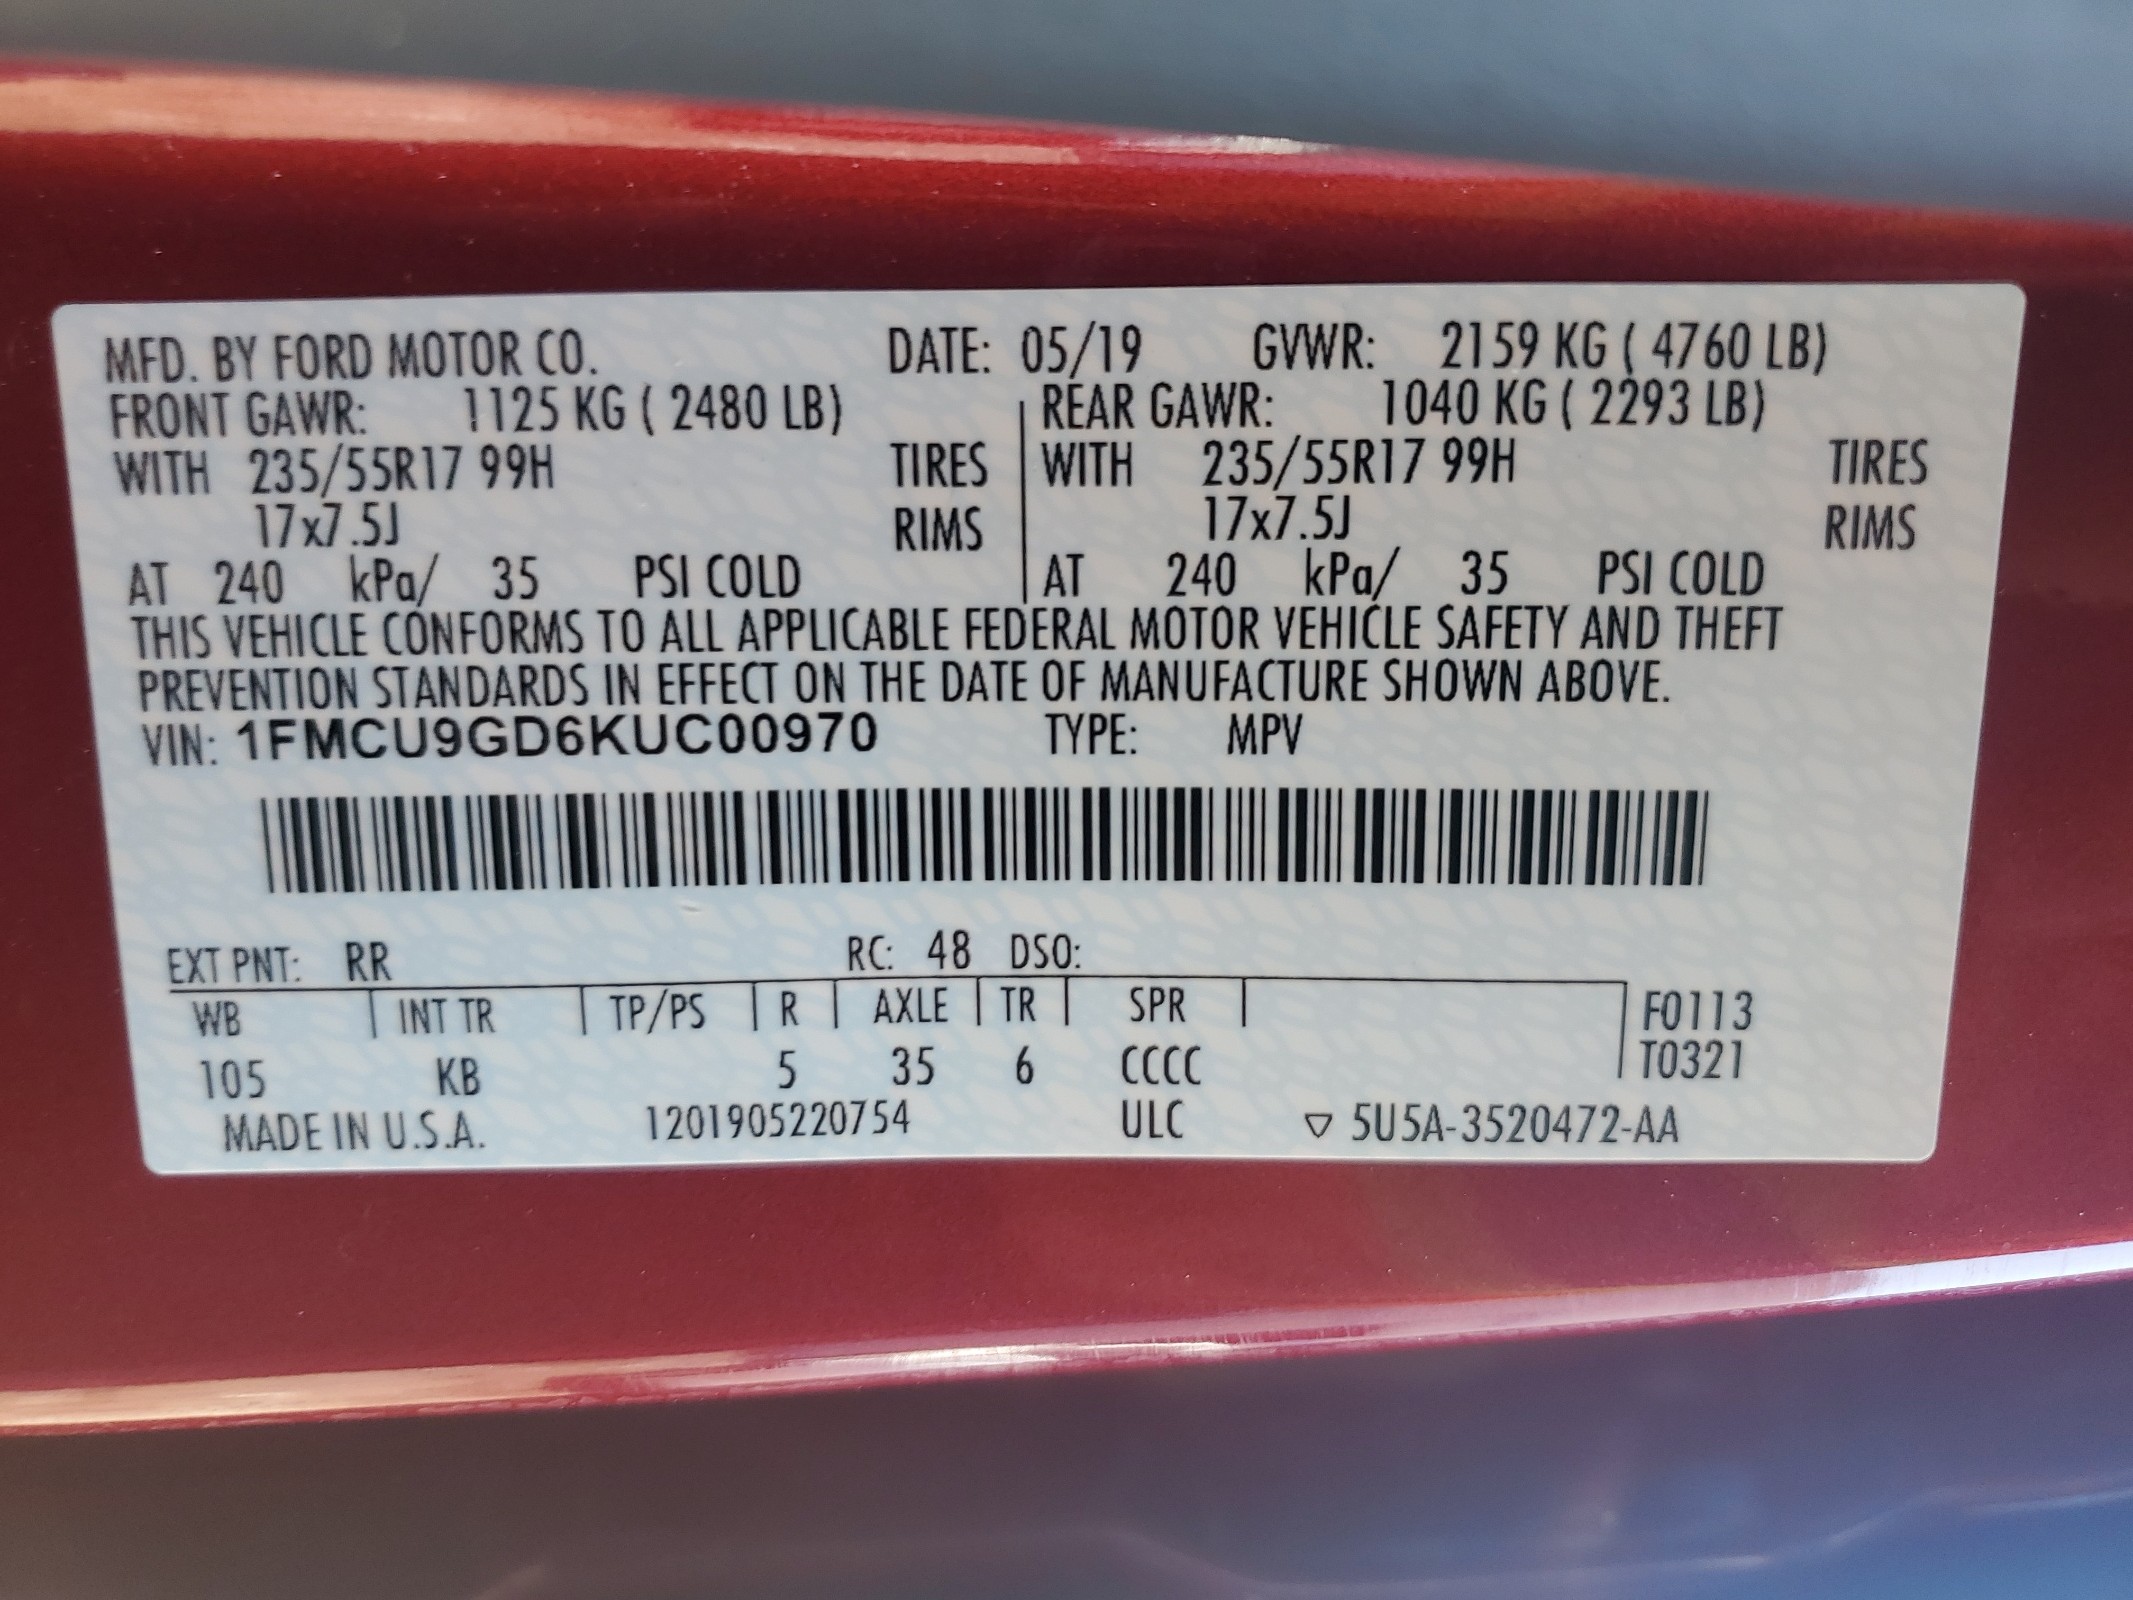 MFD. BY FORD MOTOR CO. DATE: 05/19 GVWR: 2159 KG ( 4760 LB)
FRONT GAWR: 1125 KG ( 2480 LB) REAR GAWR: 1040 KG ( 2293 LB)
WITH 235/55R17 99H TIRES WITH 235/55R17 99H TIRES
17x7.5J RIMS 17x7.5J RIMS
AT 240 kPa/ 35 PSI COLD AT 240 kPa/ 35 PSI COLD
THIS VEHICLE CONFORMS TO ALL APPLICABLE FEDERAL MOTOR VEHICLE SAFETY AND THEFT
PREVENTION STANDARDS IN EFFECT ON THE DATE OF MANUFACTURE SHOWN ABOVE.
VIN: 1FMCU9GD6KUC00970 TYPE: MPV
EXT PNT: RR RC: 48 DSO:
WB INT TR TP/PS R AXLE TR SPR F0113
105 KB 5 35 6 CCCC T0321
MADE IN U.S.A. 1201905220754 ULC ▽ 5U5A-3520472-AA